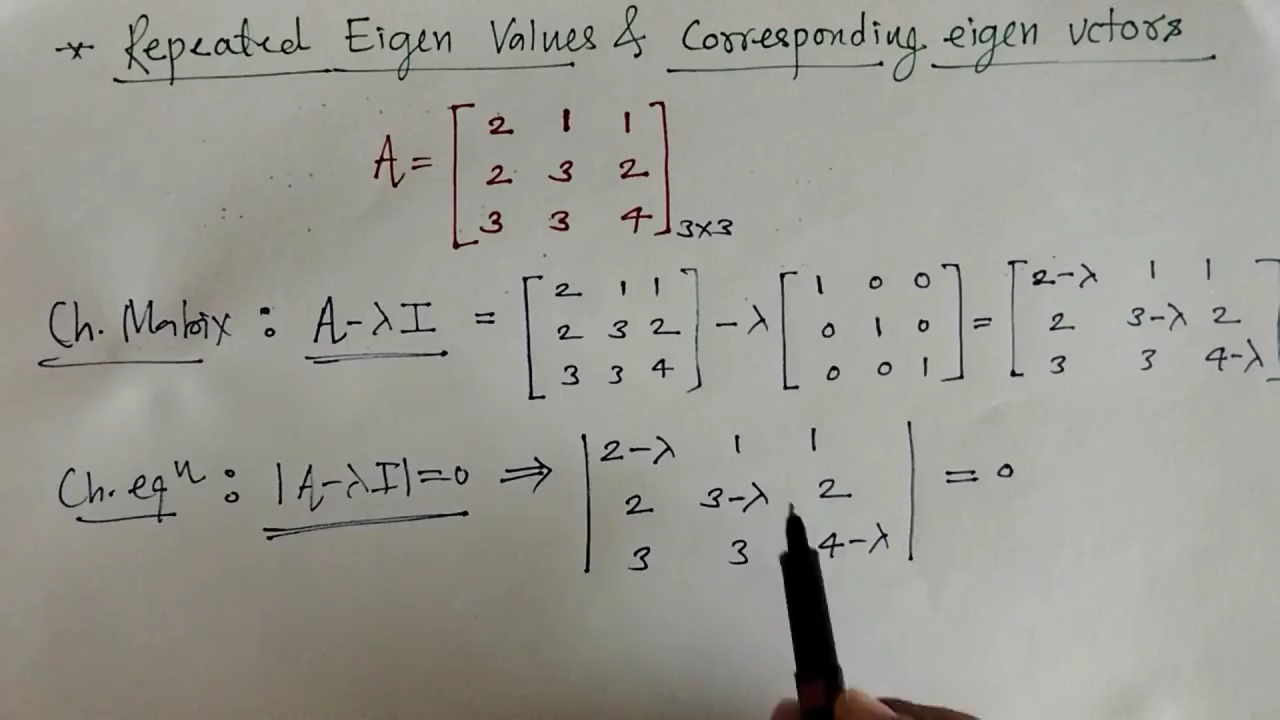 * Repeated Eigen Values & Corresponding eigen vctors
A = [ 2 1 1
2 3 2
3 3 4 ] 3×3
Ch. Matrix : A-λI = [ 2 1 1 ; 2 3 2 ; 3 3 4 ] - λ [ 1 0 0 ; 0 1 0 ; 0 0 1 ] = [ 2-λ 1 1 ; 2 3-λ 2 ; 3 3 4-λ ]
Ch. eqⁿ : |A-λI|=0 ⇒ | 2-λ 1 1 ; 2 3-λ 2 ; 3 3 4-λ | = 0